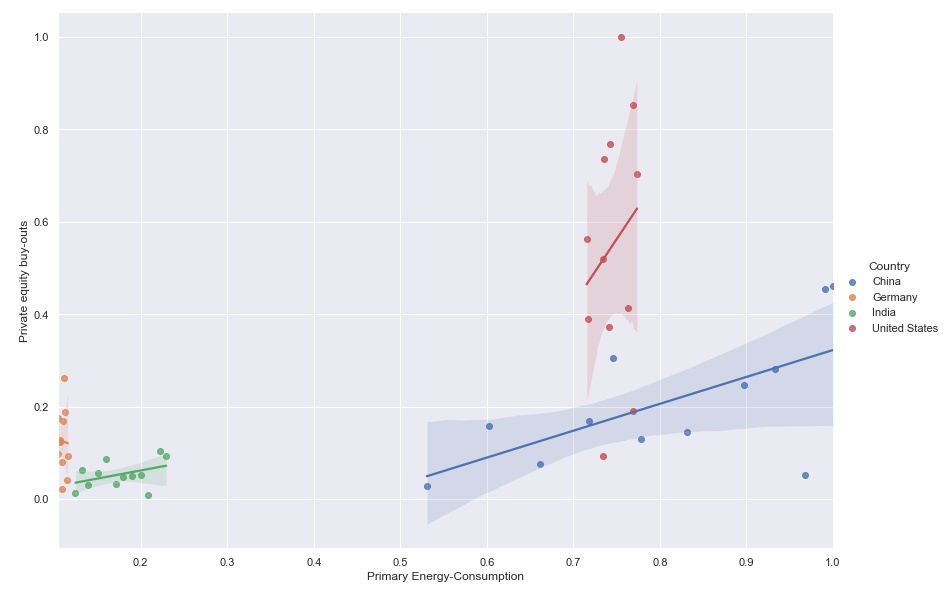 1.0
0.8
0.6
0.4
0.2
0.0
Private equity buy-outs
0.2 0.3 0.4 0.5 0.6 0.7 0.8 0.9 1.0
Primary Energy-Consumption
Country
China
Germany
India
United States